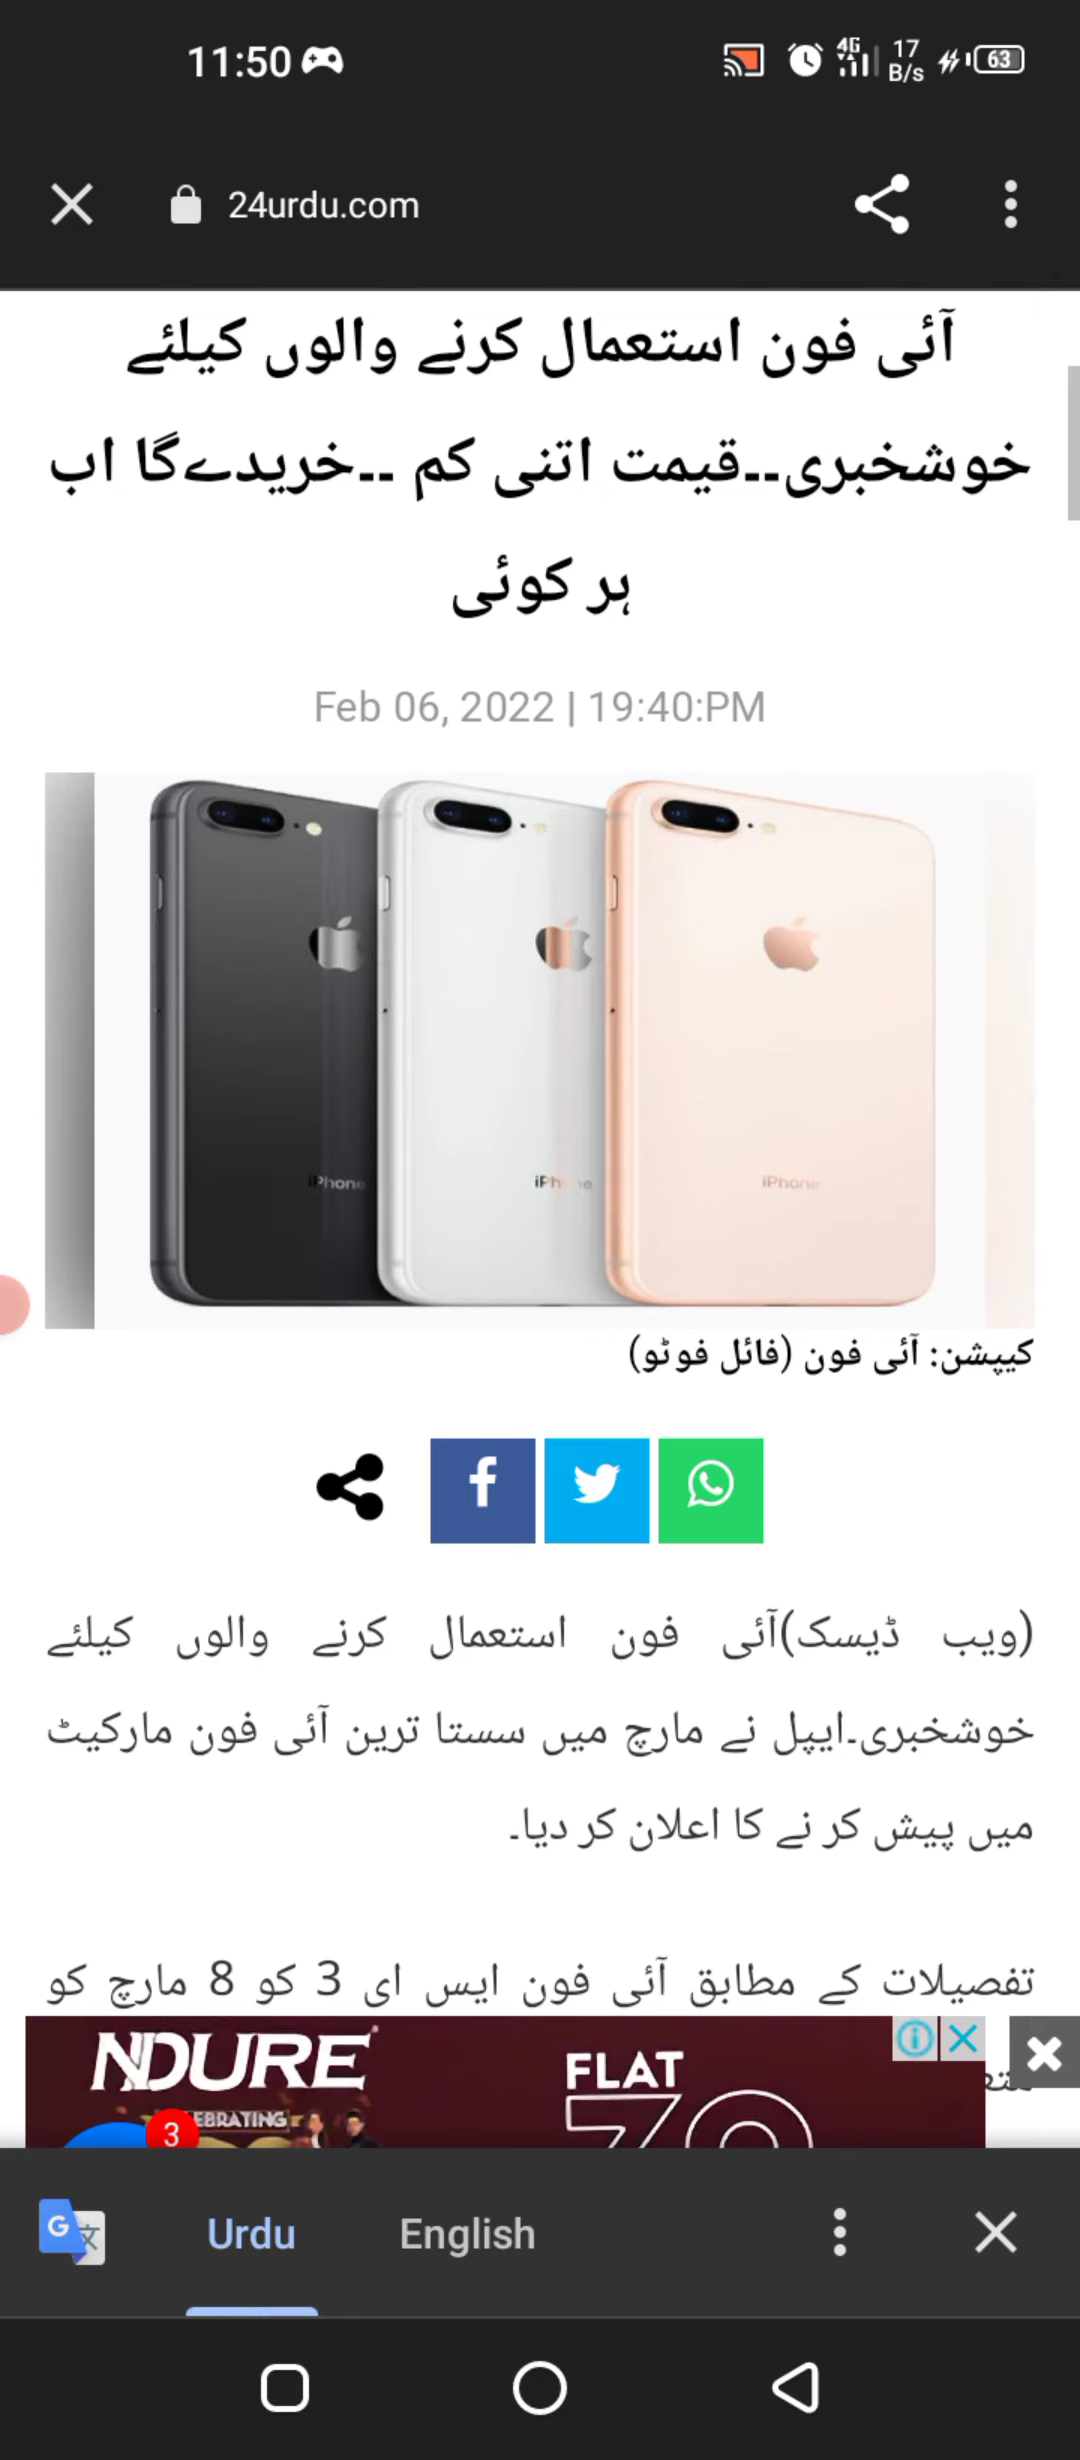 11:50
4G
17
B/s
63
24urdu.com
آئی فون استعمال کرنے والوں کیلئے
خوشخبری۔۔قیمت اتنی کم ۔۔خریدےگا اب
ہر کوئی
Feb 06, 2022 | 19:40:PM
iPhone
iPhone
iPhone
کیپشن: آئی فون (فائل فوٹو)
(ویب ڈیسک)آئی فون استعمال کرنے والوں کیلئے
خوشخبری۔ایپل نے مارچ میں سستا ترین آئی فون مارکیٹ
میں پیش کر نے کا اعلان کر دیا۔
تفصیلات کے مطابق آئی فون ایس ای 3 کو 8 مارچ کو
NDURE
FLAT
3
Urdu
English